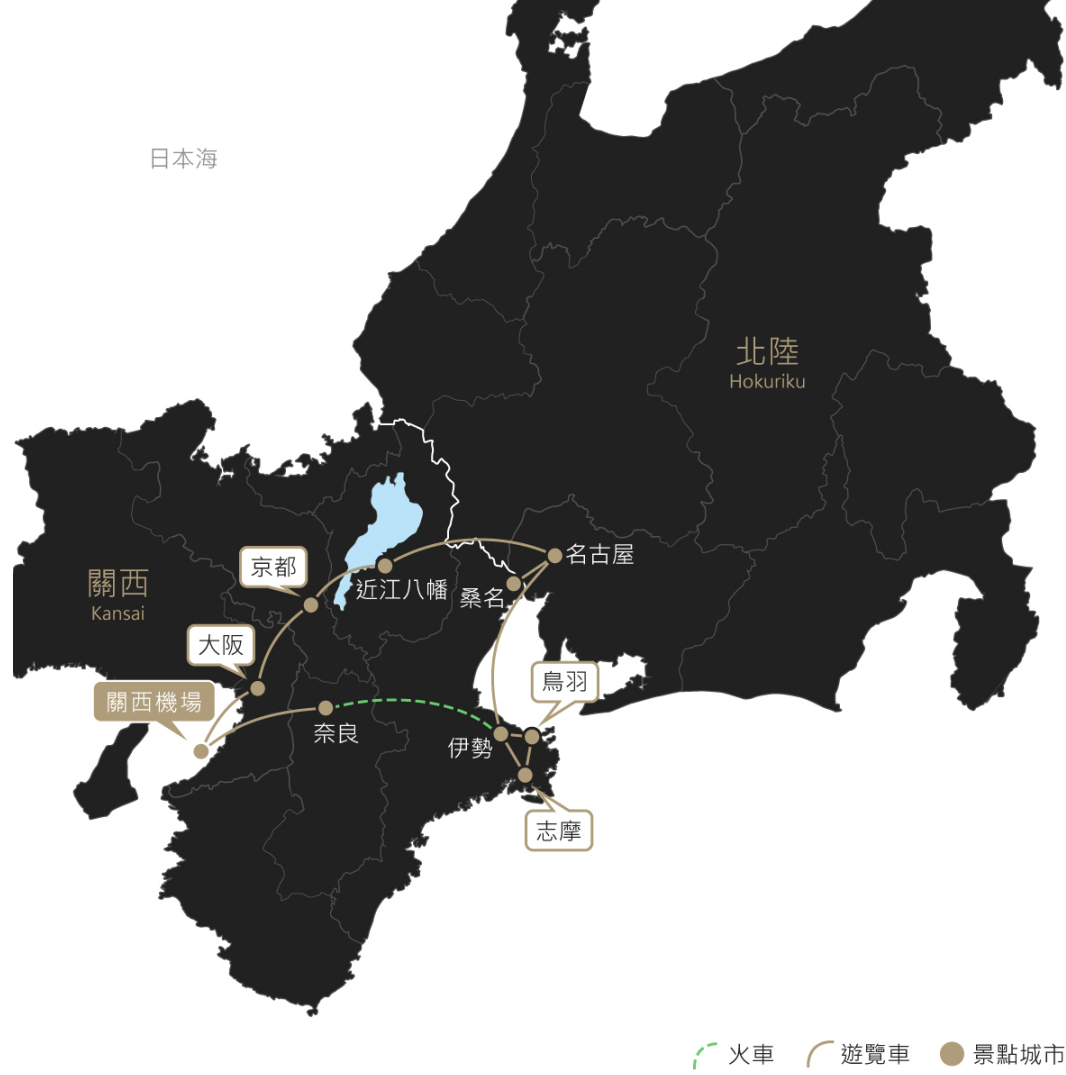 日本海
北陸
Hokuriku
名古屋
京都
近江八幡
桑名
關西
Kansai
大阪
鳥羽
關西機場
奈良
伊勢
志摩
火車
遊覽車
景點城市